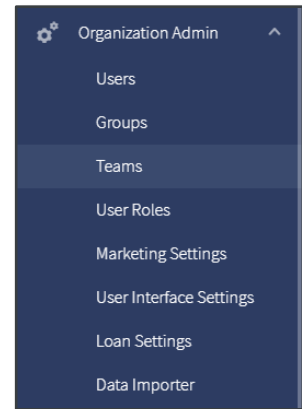 Organization Admin
Users
Groups
Teams
User Roles
Marketing Settings
User Interface Settings
Loan Settings
Data Importer